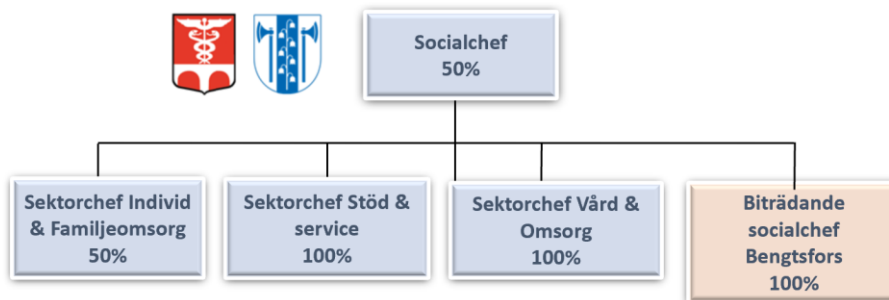 Socialchef
50%
Sektorchef Individ
& Familjeomsorg
50%
Sektorchef Stöd &
service
100%
Sektorchef Vård &
Omsorg
100%
Biträdande
socialchef
Bengtsfors
100%